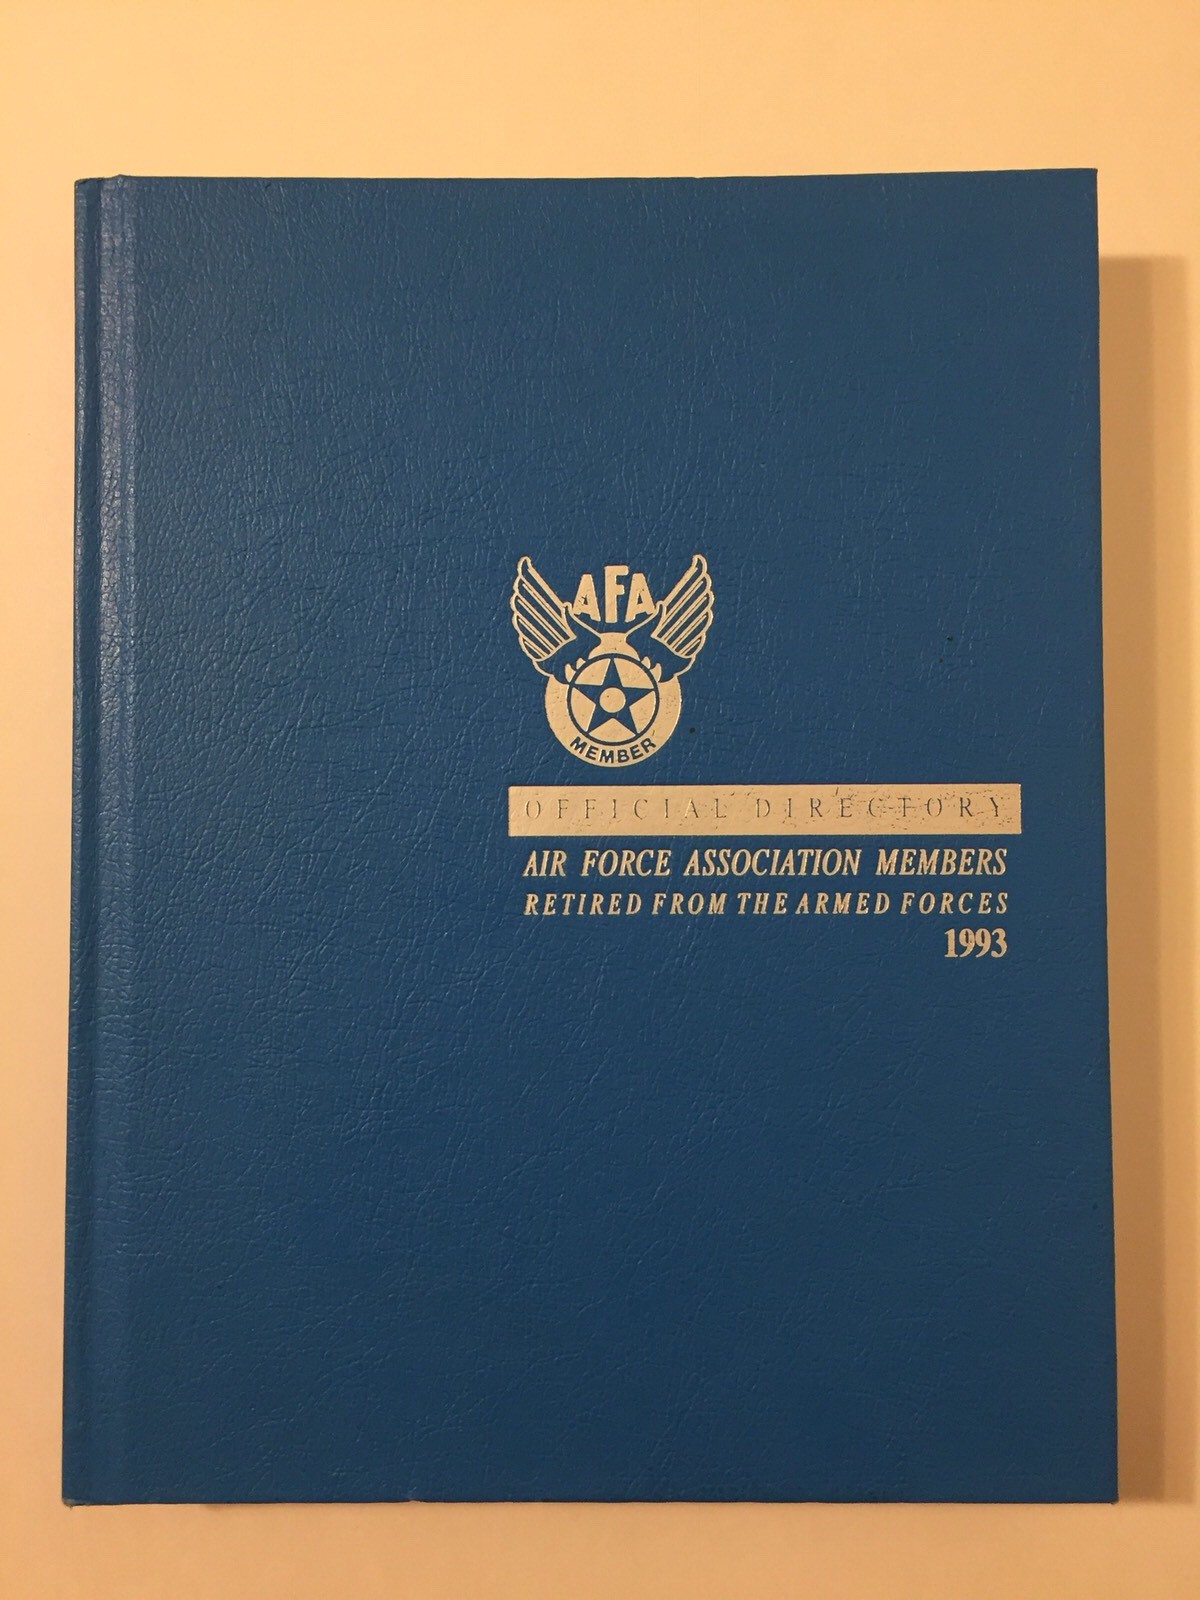 AFA
MEMBER
OFFICIAL DIRECTORY
AIR FORCE ASSOCIATION MEMBERS
RETIRED FROM THE ARMED FORCES
1993